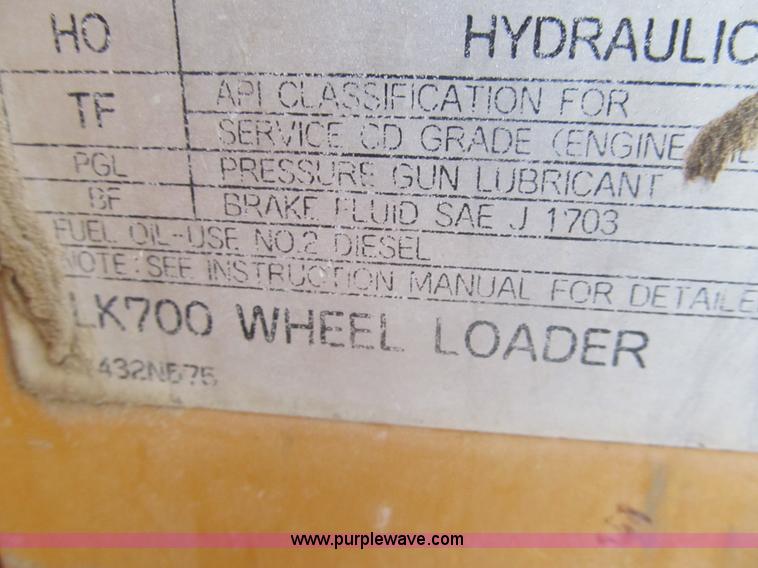 HO HYDRAULIC
TF API CLASSIFICATION FOR
SERVICE CD GRADE (ENGINE
PGL PRESSURE GUN LUBRICANT
BF BRAKE FLUID SAE J 1703
FUEL OIL-USE NO.2 DIESEL
NOTE: SEE INSTRUCTION MANUAL FOR DETAILE
LK700 WHEEL LOADER
432N575
www.purplewave.com